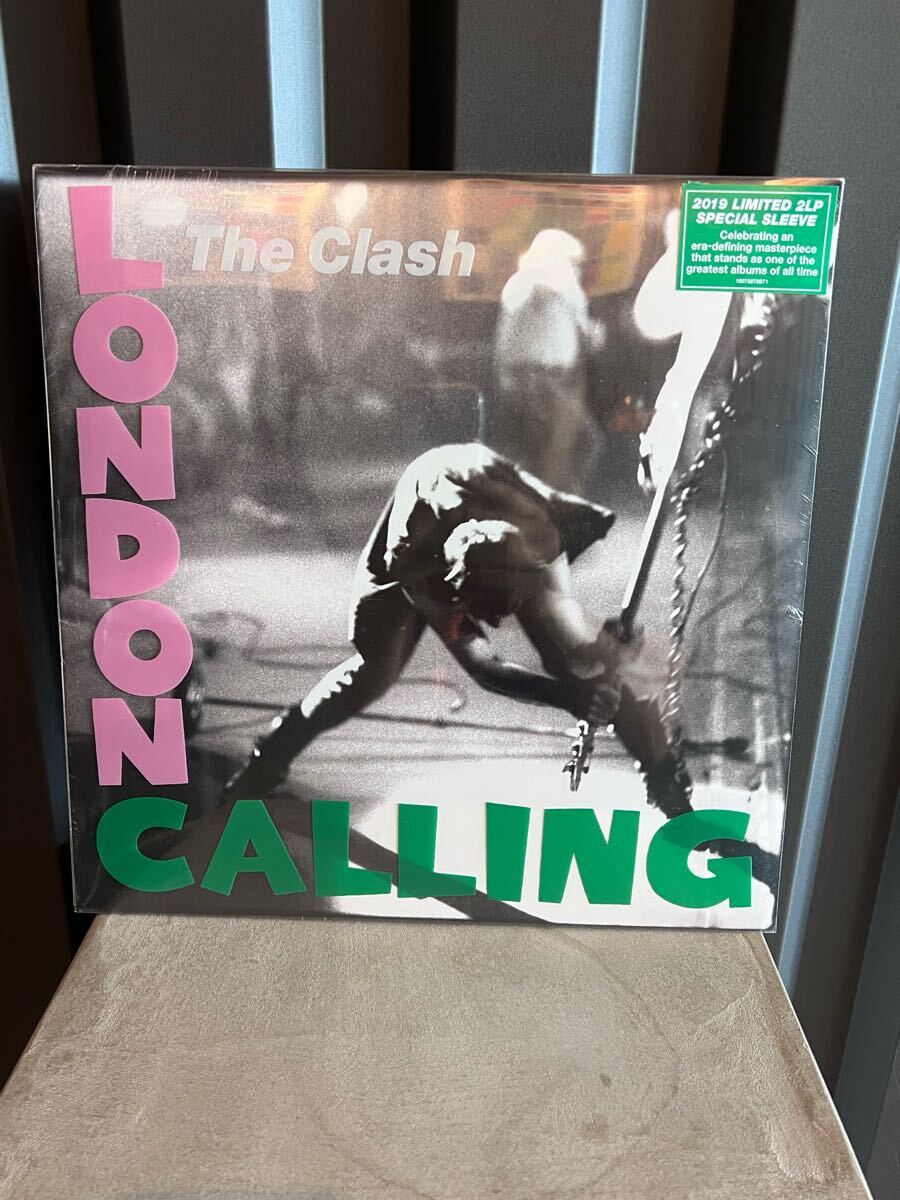 LONDON
The Clash
CALLING
2019 LIMITED 2LP
SPECIAL SLEEVE
Celebrating an
era-defining masterpiece
that stands as one of the
greatest albums of all time